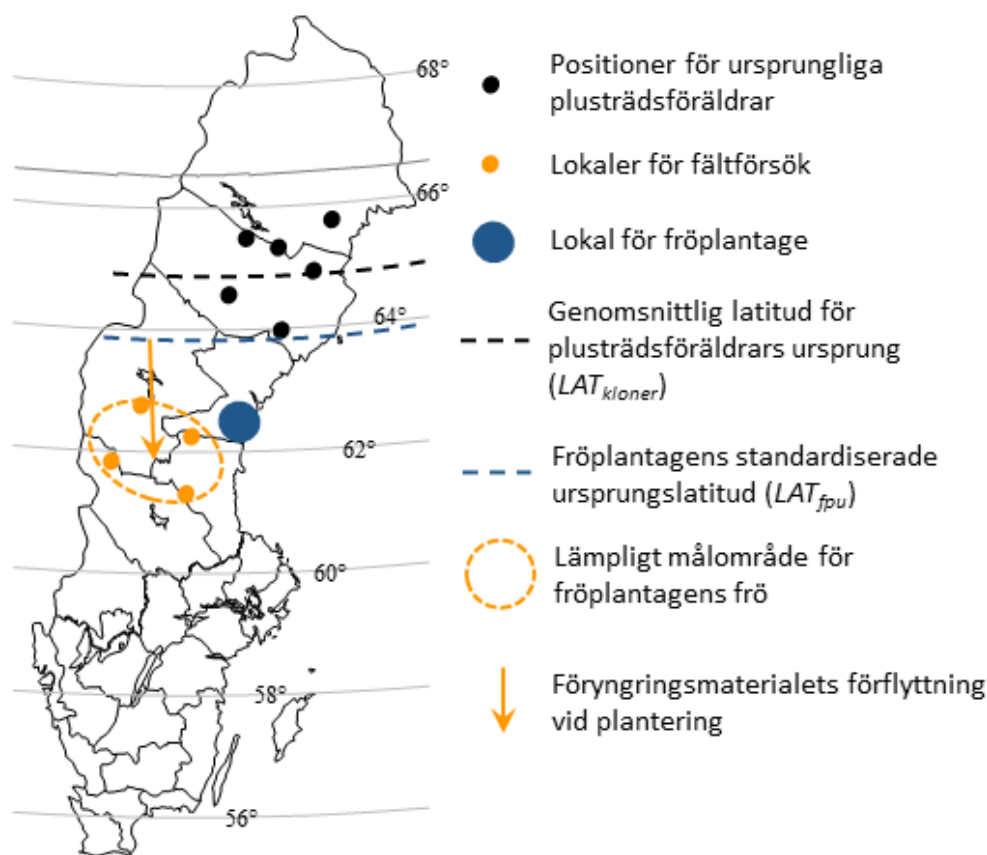 68°
66°
64°
62°
60°
58°
56°
Positioner för ursprungliga
plusträdsföräldrar
Lokaler för fältförsök
Lokal för fröplantage
Genomsnittlig latitud för
plusträdsföräldrars ursprung
(LATkloner)
Fröplantagens standardiserade
ursprungslatitud (LATfpu)
Lämpligt målområde för
fröplantagens frö
Föryngringsmaterialets förflyttning
vid plantering